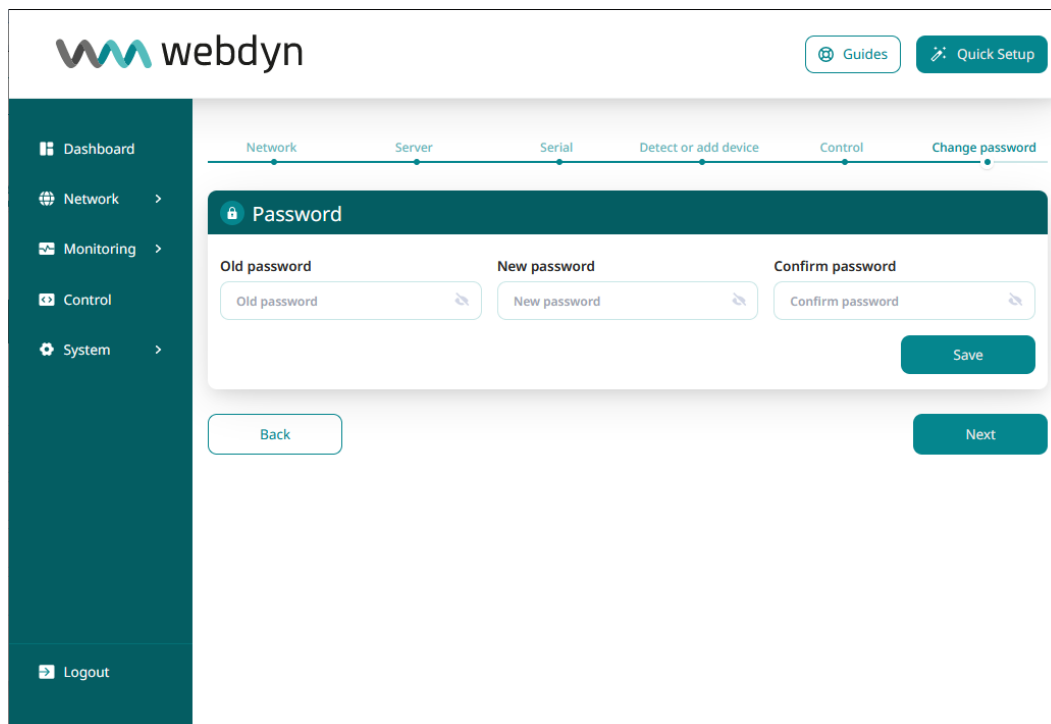 webdyn
Guides
Quick Setup
Dashboard
Network
Monitoring
Control
System
Logout
Network Server Serial Detect or add device Control Change password
Password
Old password New password Confirm password
Old password New password Confirm password
Save
Back Next